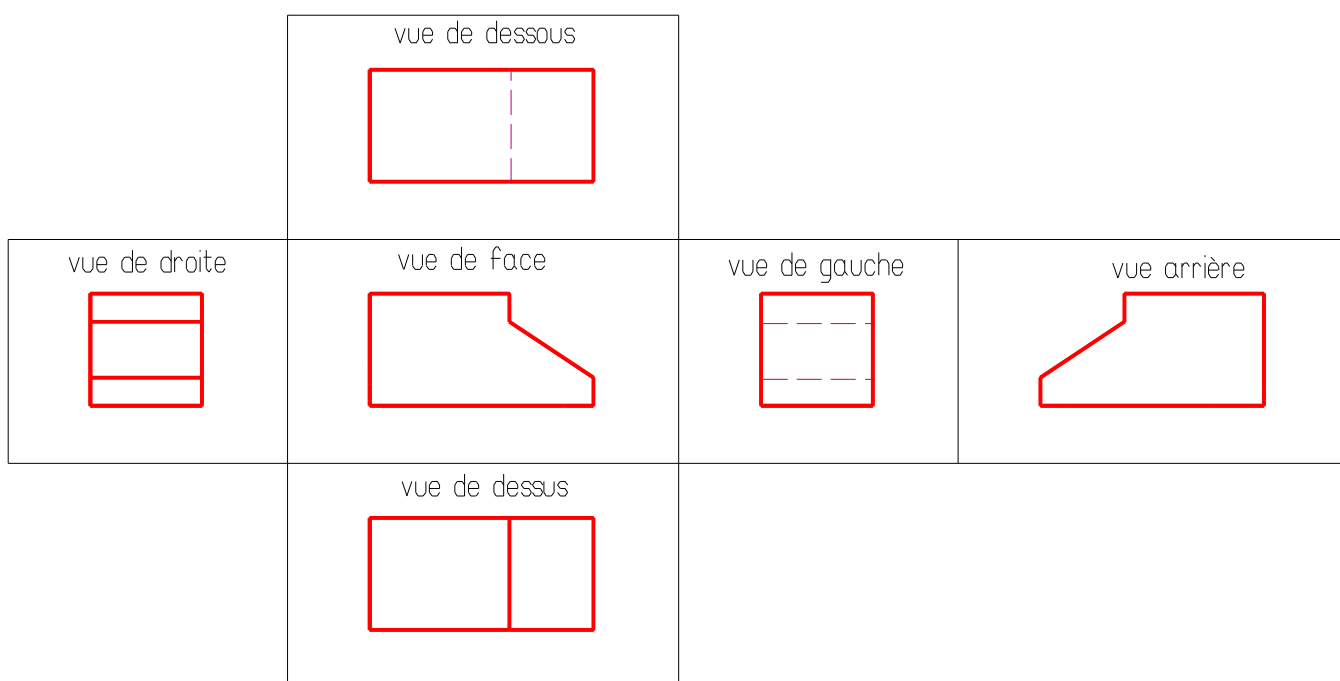 vue de dessous
vue de droite
vue de face
vue de gauche
vue arrière
vue de dessus